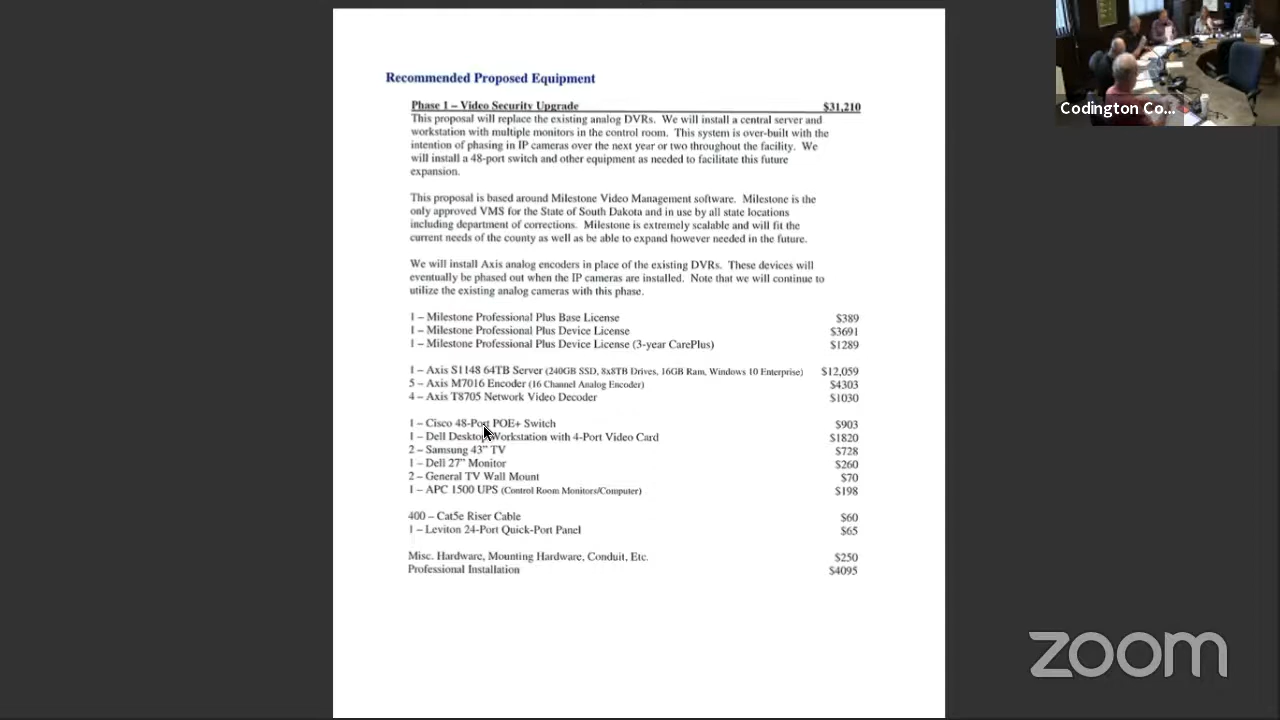 Recommended Proposed Equipment
Phase 1 – Video Security Upgrade $31,210
This proposal will replace the existing analog DVRs. We will install a central server and
workstation with multiple monitors in the control room. This system is over-built with the
intention of phasing in IP cameras over the next year or two throughout the facility. We
will install a 48-port switch and other equipment as needed to facilitate this future
expansion.
This proposal is based around Milestone Video Management software. Milestone is the
only approved VMS for the State of South Dakota and in use by all state locations
including department of corrections. Milestone is extremely scalable and will fit the
current needs of the county as well as be able to expand however needed in the future.
We will install Axis analog encoders in place of the existing DVRs. These devices will
eventually be phased out when the IP cameras are installed. Note that we will continue to
utilize the existing analog cameras with this phase.
1 – Milestone Professional Plus Base License $389
1 – Milestone Professional Plus Device License $3691
1 – Milestone Professional Plus Device License (3-year CarePlus) $1289
1 – Axis S1148 64TB Server (240GB SSD, 8x8TB Drives, 16GB Ram, Windows 10 Enterprise) $12,059
5 – Axis M7016 Encoder (16 Channel Analog Encoder) $4303
4 – Axis T8705 Network Video Decoder $1030
1 – Cisco 48-Port POE+ Switch $903
1 – Dell Desktop Workstation with 4-Port Video Card $1820
2 – Samsung 43" TV $728
1 – Dell 27" Monitor $260
2 – General TV Wall Mount $70
1 – APC 1500 UPS (Control Room Monitors/Computer) $198
400 – Cat5e Riser Cable $60
1 – Leviton 24-Port Quick-Port Panel $65
Misc. Hardware, Mounting Hardware, Conduit, Etc. $250
Professional Installation $4095
Codington Co...
zoom